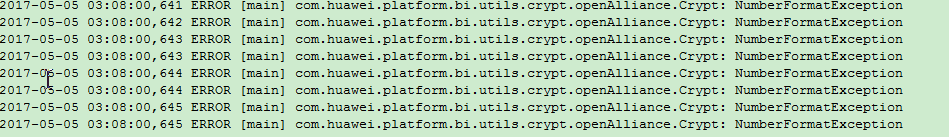 2017-05-05 03:08:00,641 ERROR [main] com.huawei.platform.bi.utils.crypt.openAlliance.Crypt: NumberFormatException
2017-05-05 03:08:00,642 ERROR [main] com.huawei.platform.bi.utils.crypt.openAlliance.Crypt: NumberFormatException
2017-05-05 03:08:00,643 ERROR [main] com.huawei.platform.bi.utils.crypt.openAlliance.Crypt: NumberFormatException
2017-05-05 03:08:00,643 ERROR [main] com.huawei.platform.bi.utils.crypt.openAlliance.Crypt: NumberFormatException
2017-05-05 03:08:00,644 ERROR [main] com.huawei.platform.bi.utils.crypt.openAlliance.Crypt: NumberFormatException
2017-05-05 03:08:00,644 ERROR [main] com.huawei.platform.bi.utils.crypt.openAlliance.Crypt: NumberFormatException
2017-05-05 03:08:00,645 ERROR [main] com.huawei.platform.bi.utils.crypt.openAlliance.Crypt: NumberFormatException
2017-05-05 03:08:00,645 ERROR [main] com.huawei.platform.bi.utils.crypt.openAlliance.Crypt: NumberFormatException